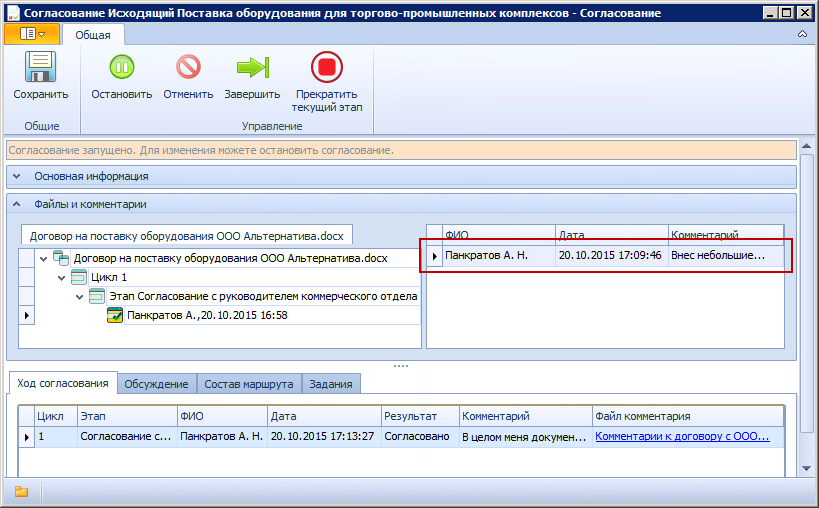 Согласование Исходящий Поставка оборудования для торгово-промышленных комплексов - Согласование
Общая
Сохранить
Остановить
Отменить
Завершить
Прекратить
текущий этап
Общие
Управление
Согласование запущено. Для изменения можете остановить согласование.
Основная информация
Файлы и комментарии
Договор на поставку оборудования ООО Альтернатива.docx
Договор на поставку оборудования ООО Альтернатива.docx
Цикл 1
Этап Согласование с руководителем коммерческого отдела
Панкратов А.,20.10.2015 16:58
ФИО Дата Комментарий
Панкратов А. Н. 20.10.2015 17:09:46 Внес небольшие...
Ход согласования Обсуждение Состав маршрута Задания
Цикл Этап ФИО Дата Результат Комментарий Файл комментария
1 Согласование с... Панкратов А. Н. 20.10.2015 17:13:27 Согласовано В целом меня докумен... Комментарии к договору с ООО...